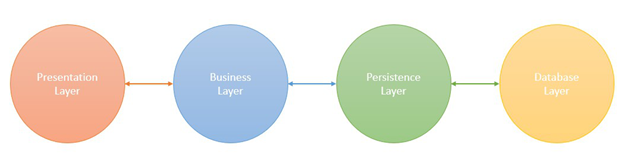 Presentation
Layer
Business
Layer
Persistence
Layer
Database
Layer